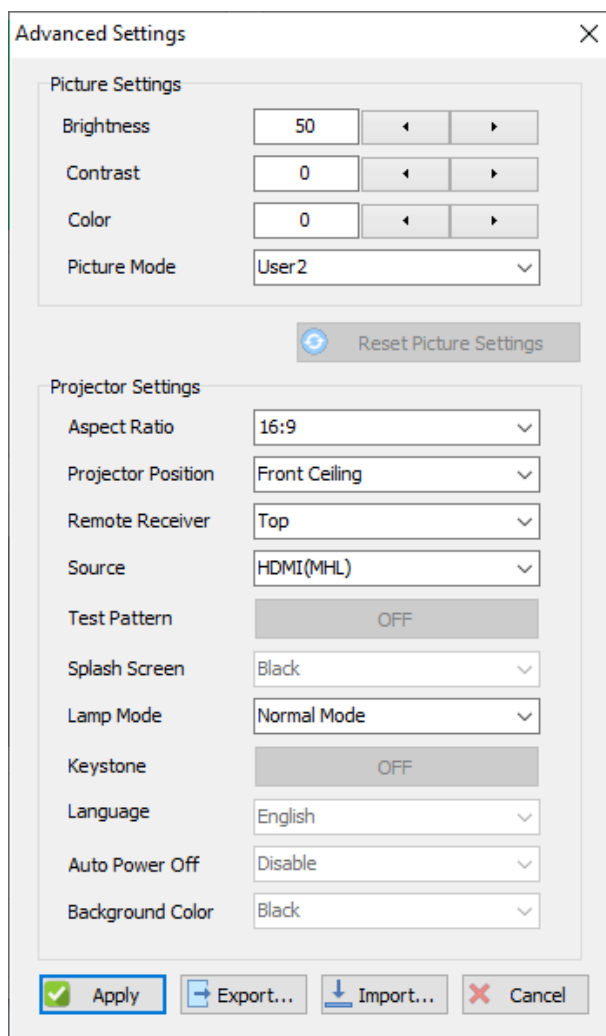 Advanced Settings
Picture Settings
Brightness 50
Contrast 0
Color 0
Picture Mode User2
Reset Picture Settings
Projector Settings
Aspect Ratio 16:9
Projector Position Front Ceiling
Remote Receiver Top
Source HDMI(MHL)
Test Pattern OFF
Splash Screen Black
Lamp Mode Normal Mode
Keystone OFF
Language English
Auto Power Off Disable
Background Color Black
Apply Export... Import... Cancel